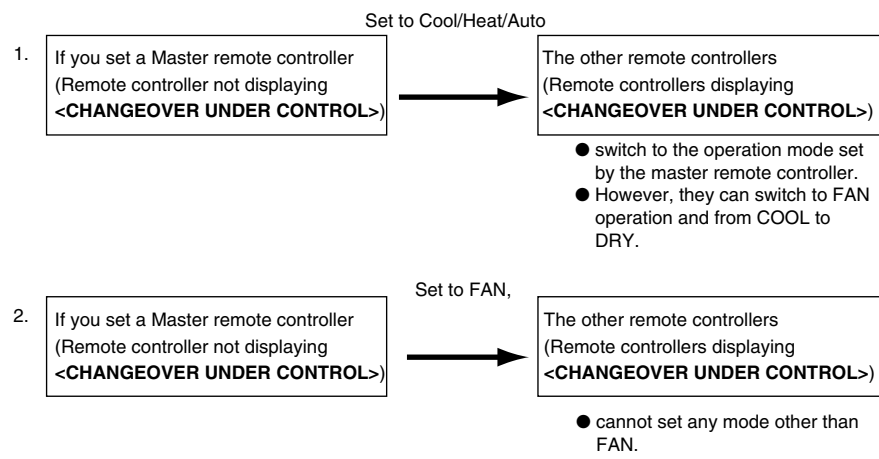 Set to Cool/Heat/Auto
1.
If you set a Master remote controller
(Remote controller not displaying
<CHANGEOVER UNDER CONTROL>)
The other remote controllers
(Remote controllers displaying
<CHANGEOVER UNDER CONTROL>)
● switch to the operation mode set
by the master remote controller.
● However, they can switch to FAN
operation and from COOL to
DRY.
Set to FAN,
2.
If you set a Master remote controller
(Remote controller not displaying
<CHANGEOVER UNDER CONTROL>)
The other remote controllers
(Remote controllers displaying
<CHANGEOVER UNDER CONTROL>)
● cannot set any mode other than
FAN.